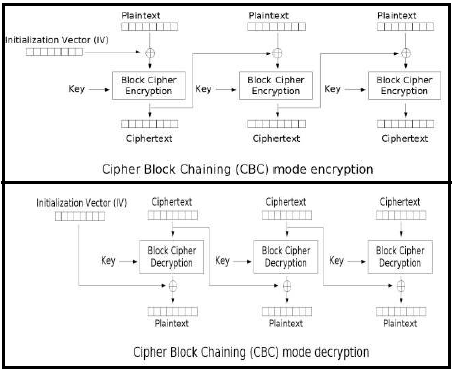 Plaintext Plaintext Plaintext
Initialization Vector (IV)
Key Block Cipher Encryption Key Block Cipher Encryption Key Block Cipher Encryption
Ciphertext Ciphertext Ciphertext
Cipher Block Chaining (CBC) mode encryption
Initialization Vector (IV) Ciphertext Ciphertext Ciphertext
Key Block Cipher Decryption Key Block Cipher Decryption Key Block Cipher Decryption
Plaintext Plaintext Plaintext
Cipher Block Chaining (CBC) mode decryption